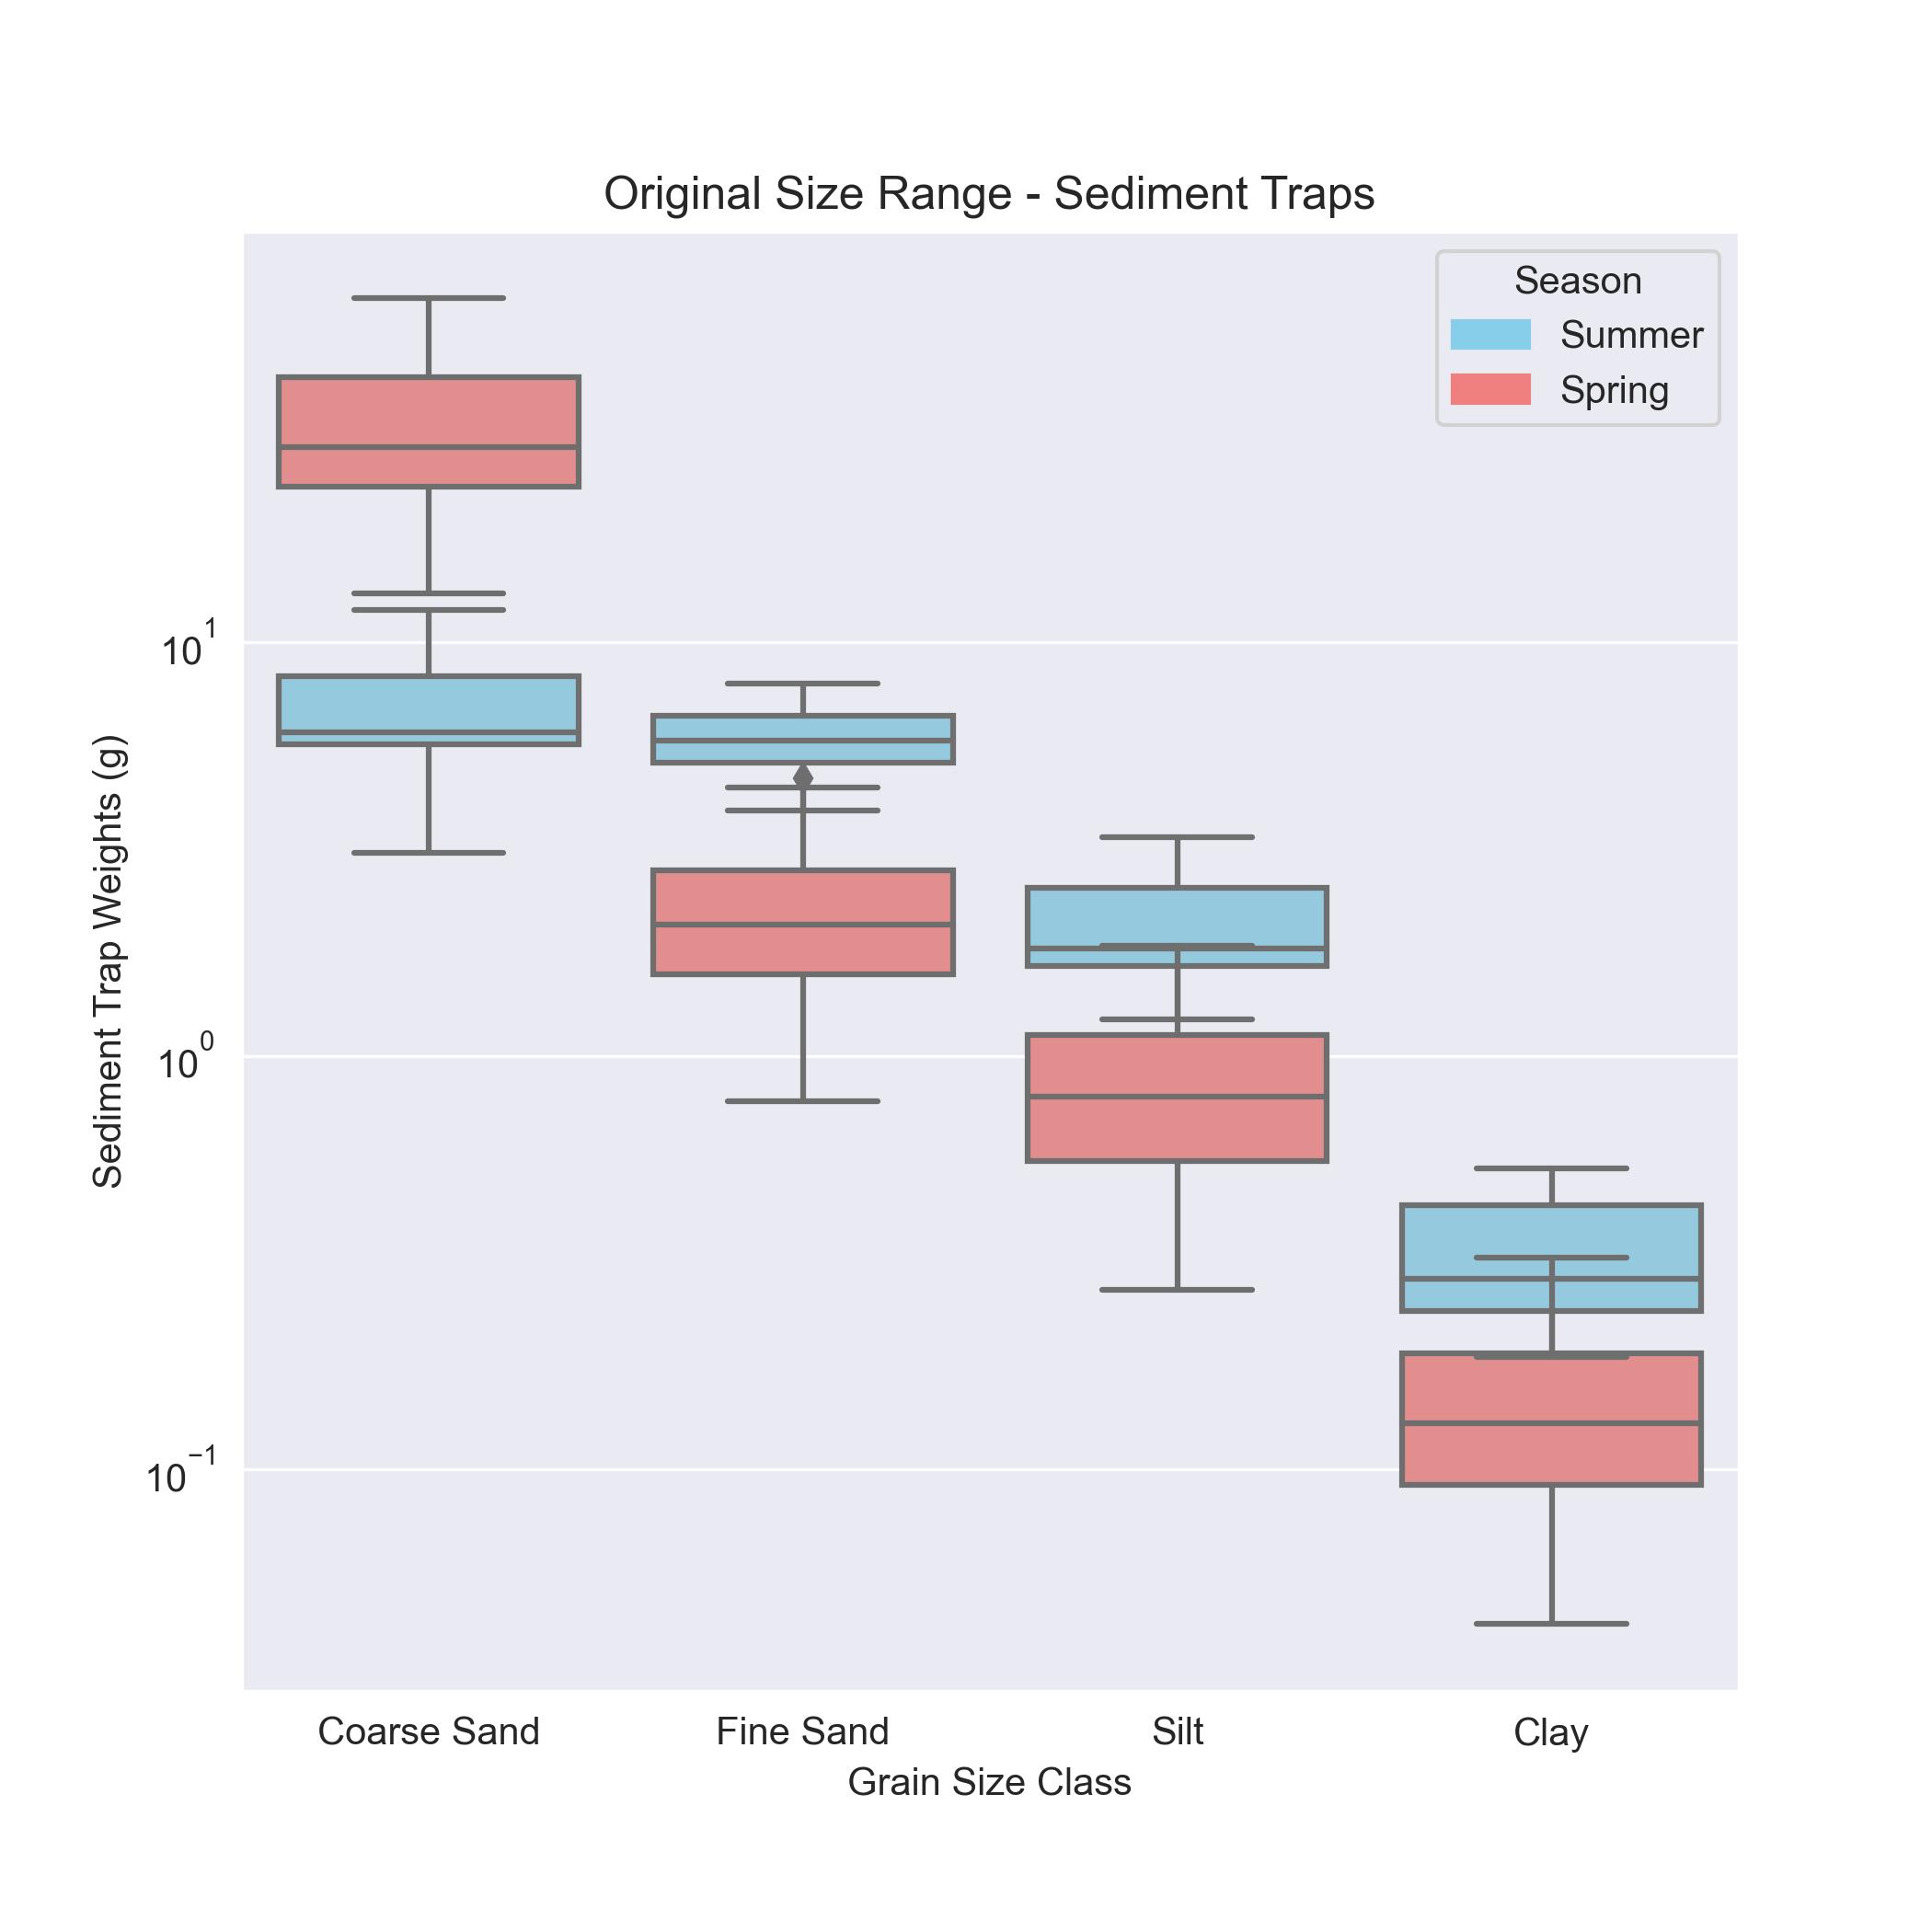 Original Size Range - Sediment Traps
Season
Summer
Spring
Sediment Trap Weights (g)
10^1
10^0
10^−1
Coarse Sand
Fine Sand
Silt
Clay
Grain Size Class